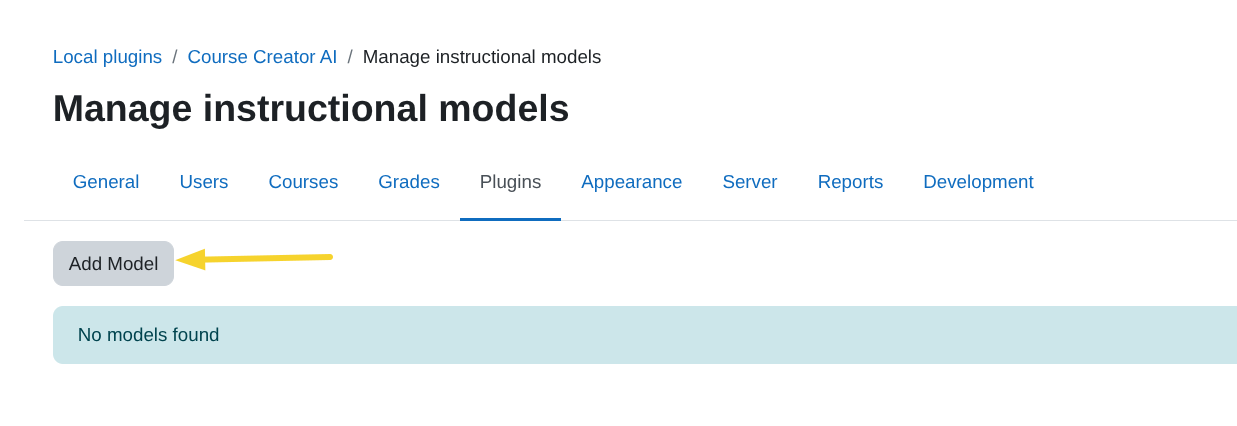 Local plugins / Course Creator AI / Manage instructional models
Manage instructional models
General Users Courses Grades Plugins Appearance Server Reports Development
Add Model
No models found